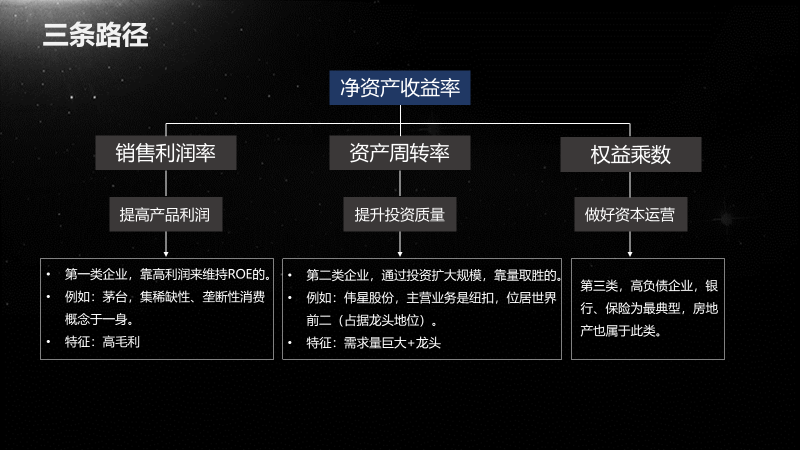 三条路径
净资产收益率
销售利润率
资产周转率
权益乘数
提高产品利润
提升投资质量
做好资本运营
• 第一类企业，靠高利润来维持ROE的。
• 例如：茅台，集稀缺性、垄断性消费
概念于一身。
• 特征：高毛利
• 第二类企业，通过投资扩大规模，靠量取胜的。
• 例如：伟星股份，主营业务是纽扣，位居世界
前二（占据龙头地位）。
• 特征：需求量巨大+龙头
第三类，高负债企业，银
行、保险为最典型，房地
产也属于此类。